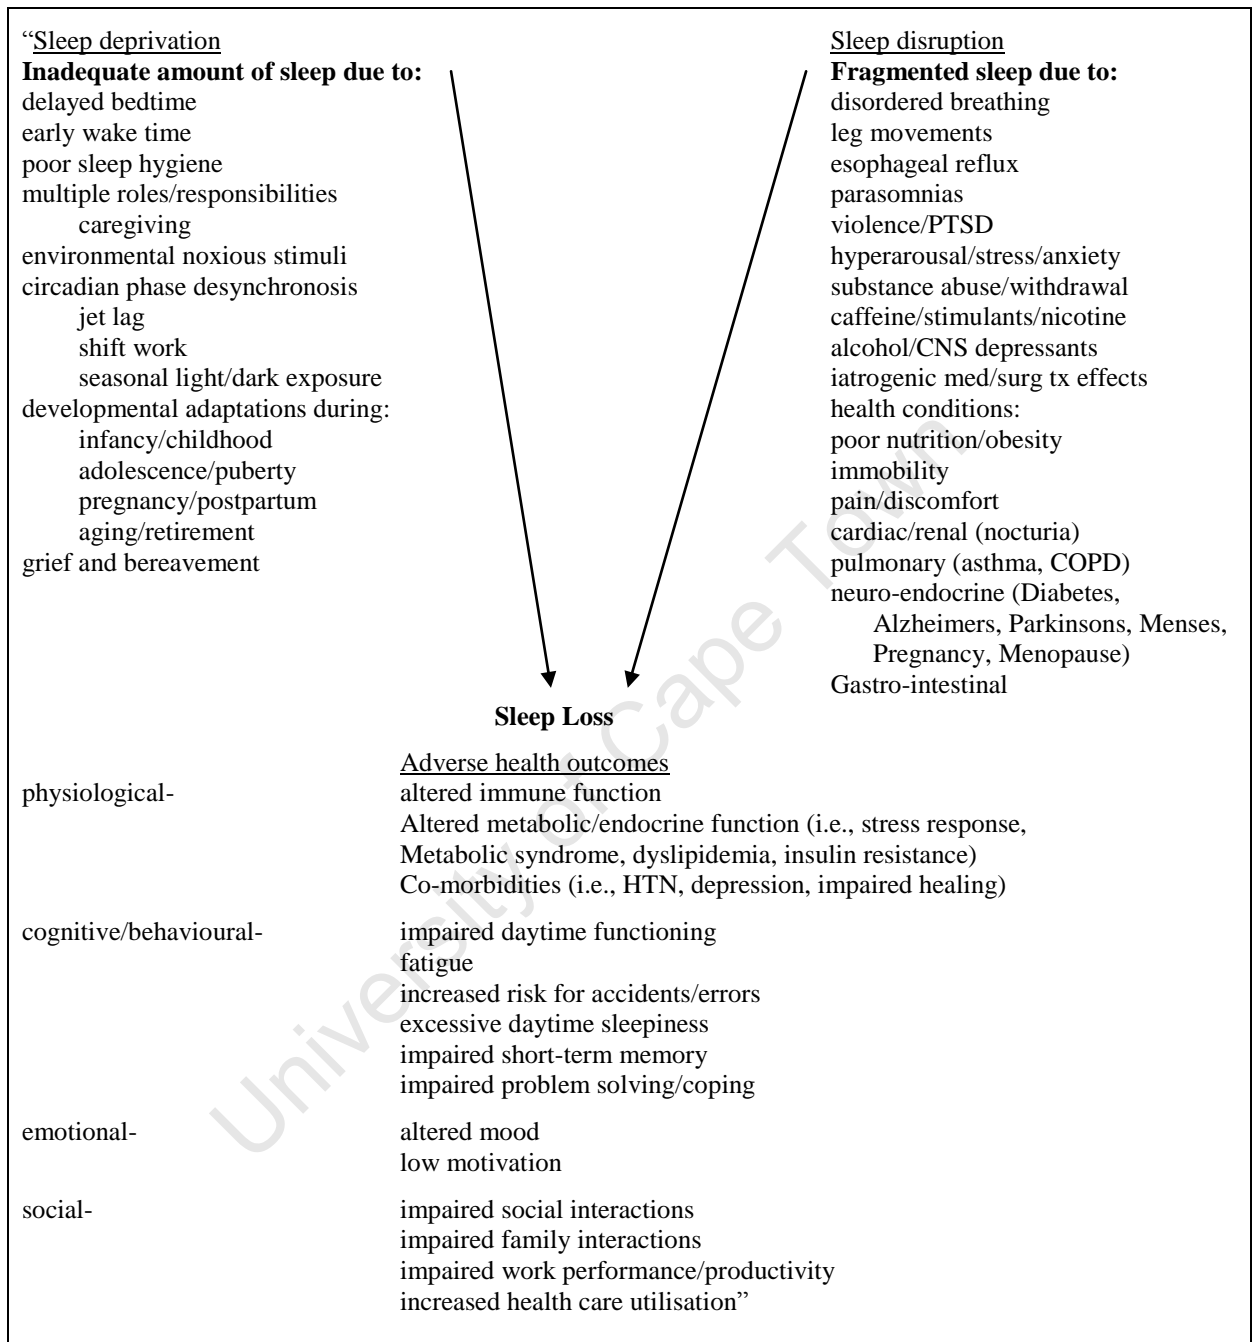 “Sleep deprivation
Inadequate amount of sleep due to:
delayed bedtime
early wake time
poor sleep hygiene
multiple roles/responsibilities
caregiving
environmental noxious stimuli
circadian phase desynchronosis
jet lag
shift work
seasonal light/dark exposure
developmental adaptations during:
infancy/childhood
adolescence/puberty
pregnancy/postpartum
aging/retirement
grief and bereavement
Sleep disruption
Fragmented sleep due to:
disordered breathing
leg movements
esophageal reflux
parasomnias
violence/PTSD
hyperarousal/stress/anxiety
substance abuse/withdrawal
caffeine/stimulants/nicotine
alcohol/CNS depressants
iatrogenic med/surg tx effects
health conditions:
poor nutrition/obesity
immobility
pain/discomfort
cardiac/renal (nocturia)
pulmonary (asthma, COPD)
neuro-endocrine (Diabetes,
Alzheimers, Parkinsons, Menses,
Pregnancy, Menopause)
Gastro-intestinal
Sleep Loss
Adverse health outcomes
physiological- altered immune function
Altered metabolic/endocrine function (i.e., stress response,
Metabolic syndrome, dyslipidemia, insulin resistance)
Co-morbidities (i.e., HTN, depression, impaired healing)
cognitive/behavioural- impaired daytime functioning
fatigue
increased risk for accidents/errors
excessive daytime sleepiness
impaired short-term memory
impaired problem solving/coping
emotional- altered mood
low motivation
social- impaired social interactions
impaired family interactions
impaired work performance/productivity
increased health care utilisation”
University of Cape Town